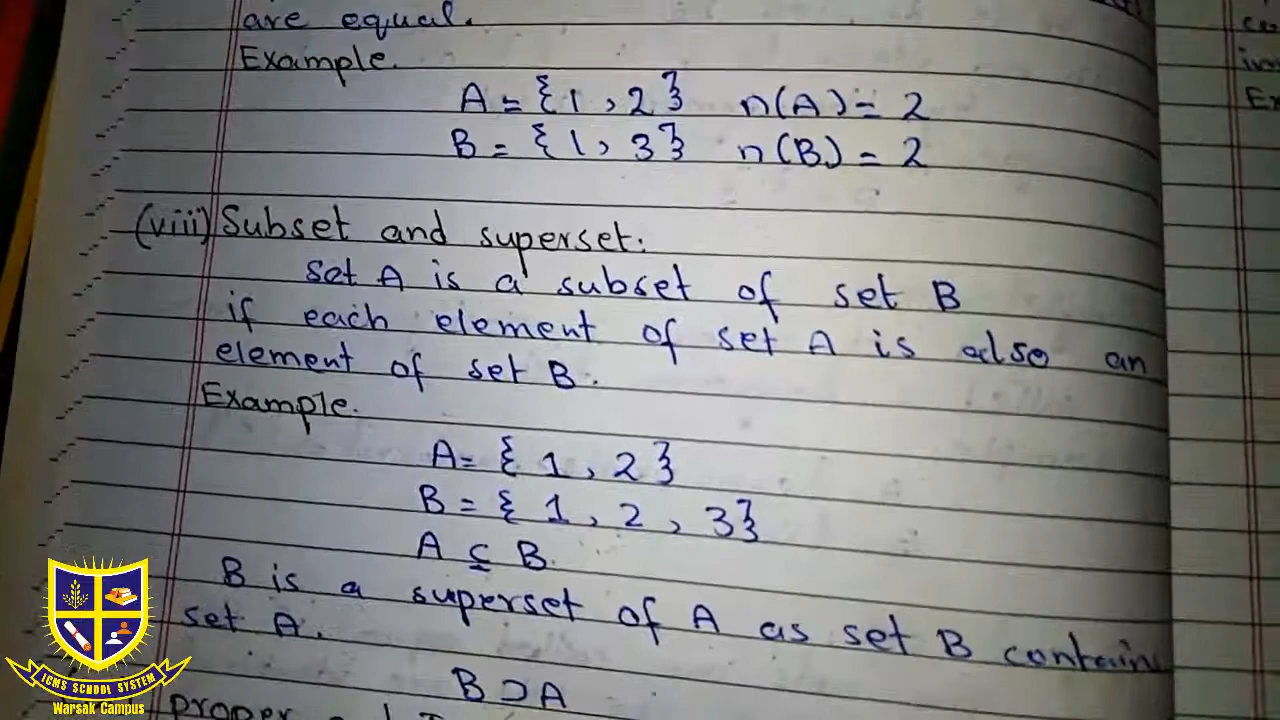 are equal.
Example.
A = {1, 2} n(A) = 2
B = {1, 3} n(B) = 2
(viii) Subset and superset:
set A is a subset of set B
if each element of set A is also an
element of set B.
Example.
A = {1, 2}
B = {1, 2, 3}
A ⊆ B.
B is a superset of A as set B contain
set A.
B ⊃ A
proper
ICMS SCHOOL SYSTEM
Warsak Campus
Ex